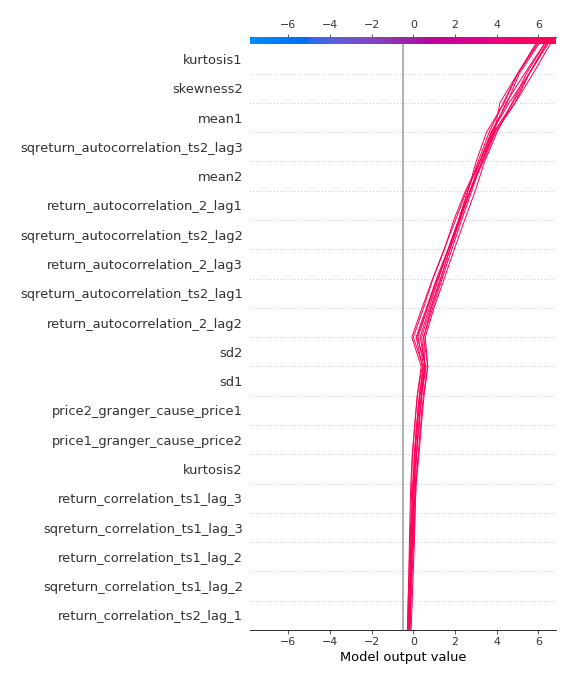 −6 −4 −2 0 2 4 6
kurtosis1
skewness2
mean1
sqreturn_autocorrelation_ts2_lag3
mean2
return_autocorrelation_2_lag1
sqreturn_autocorrelation_ts2_lag2
return_autocorrelation_2_lag3
sqreturn_autocorrelation_ts2_lag1
return_autocorrelation_2_lag2
sd2
sd1
price2_granger_cause_price1
price1_granger_cause_price2
kurtosis2
return_correlation_ts1_lag_3
sqreturn_correlation_ts1_lag_3
return_correlation_ts1_lag_2
sqreturn_correlation_ts1_lag_2
return_correlation_ts2_lag_1
−6 −4 −2 0 2 4 6
Model output value